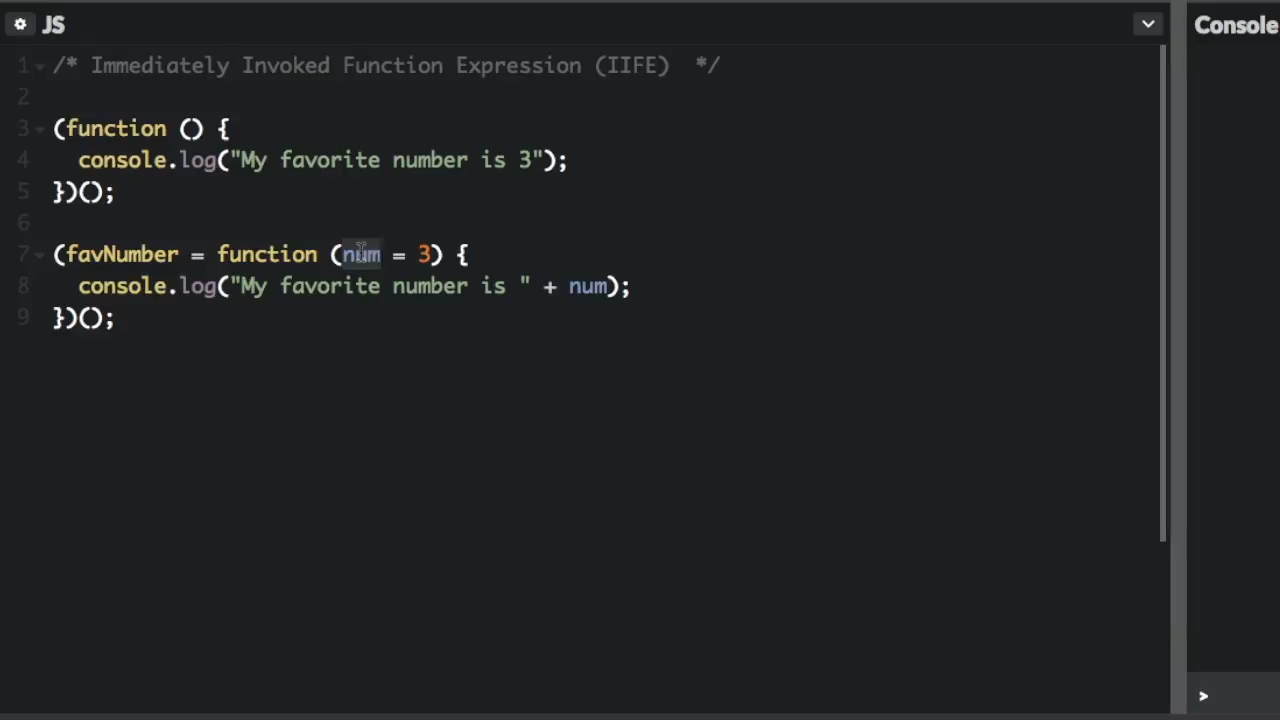 JS
Console
1 /* Immediately Invoked Function Expression (IIFE)  */
2
3 (function () {
4   console.log("My favorite number is 3");
5 })();
6
7 (favNumber = function (num = 3) {
8   console.log("My favorite number is " + num);
9 })();
>